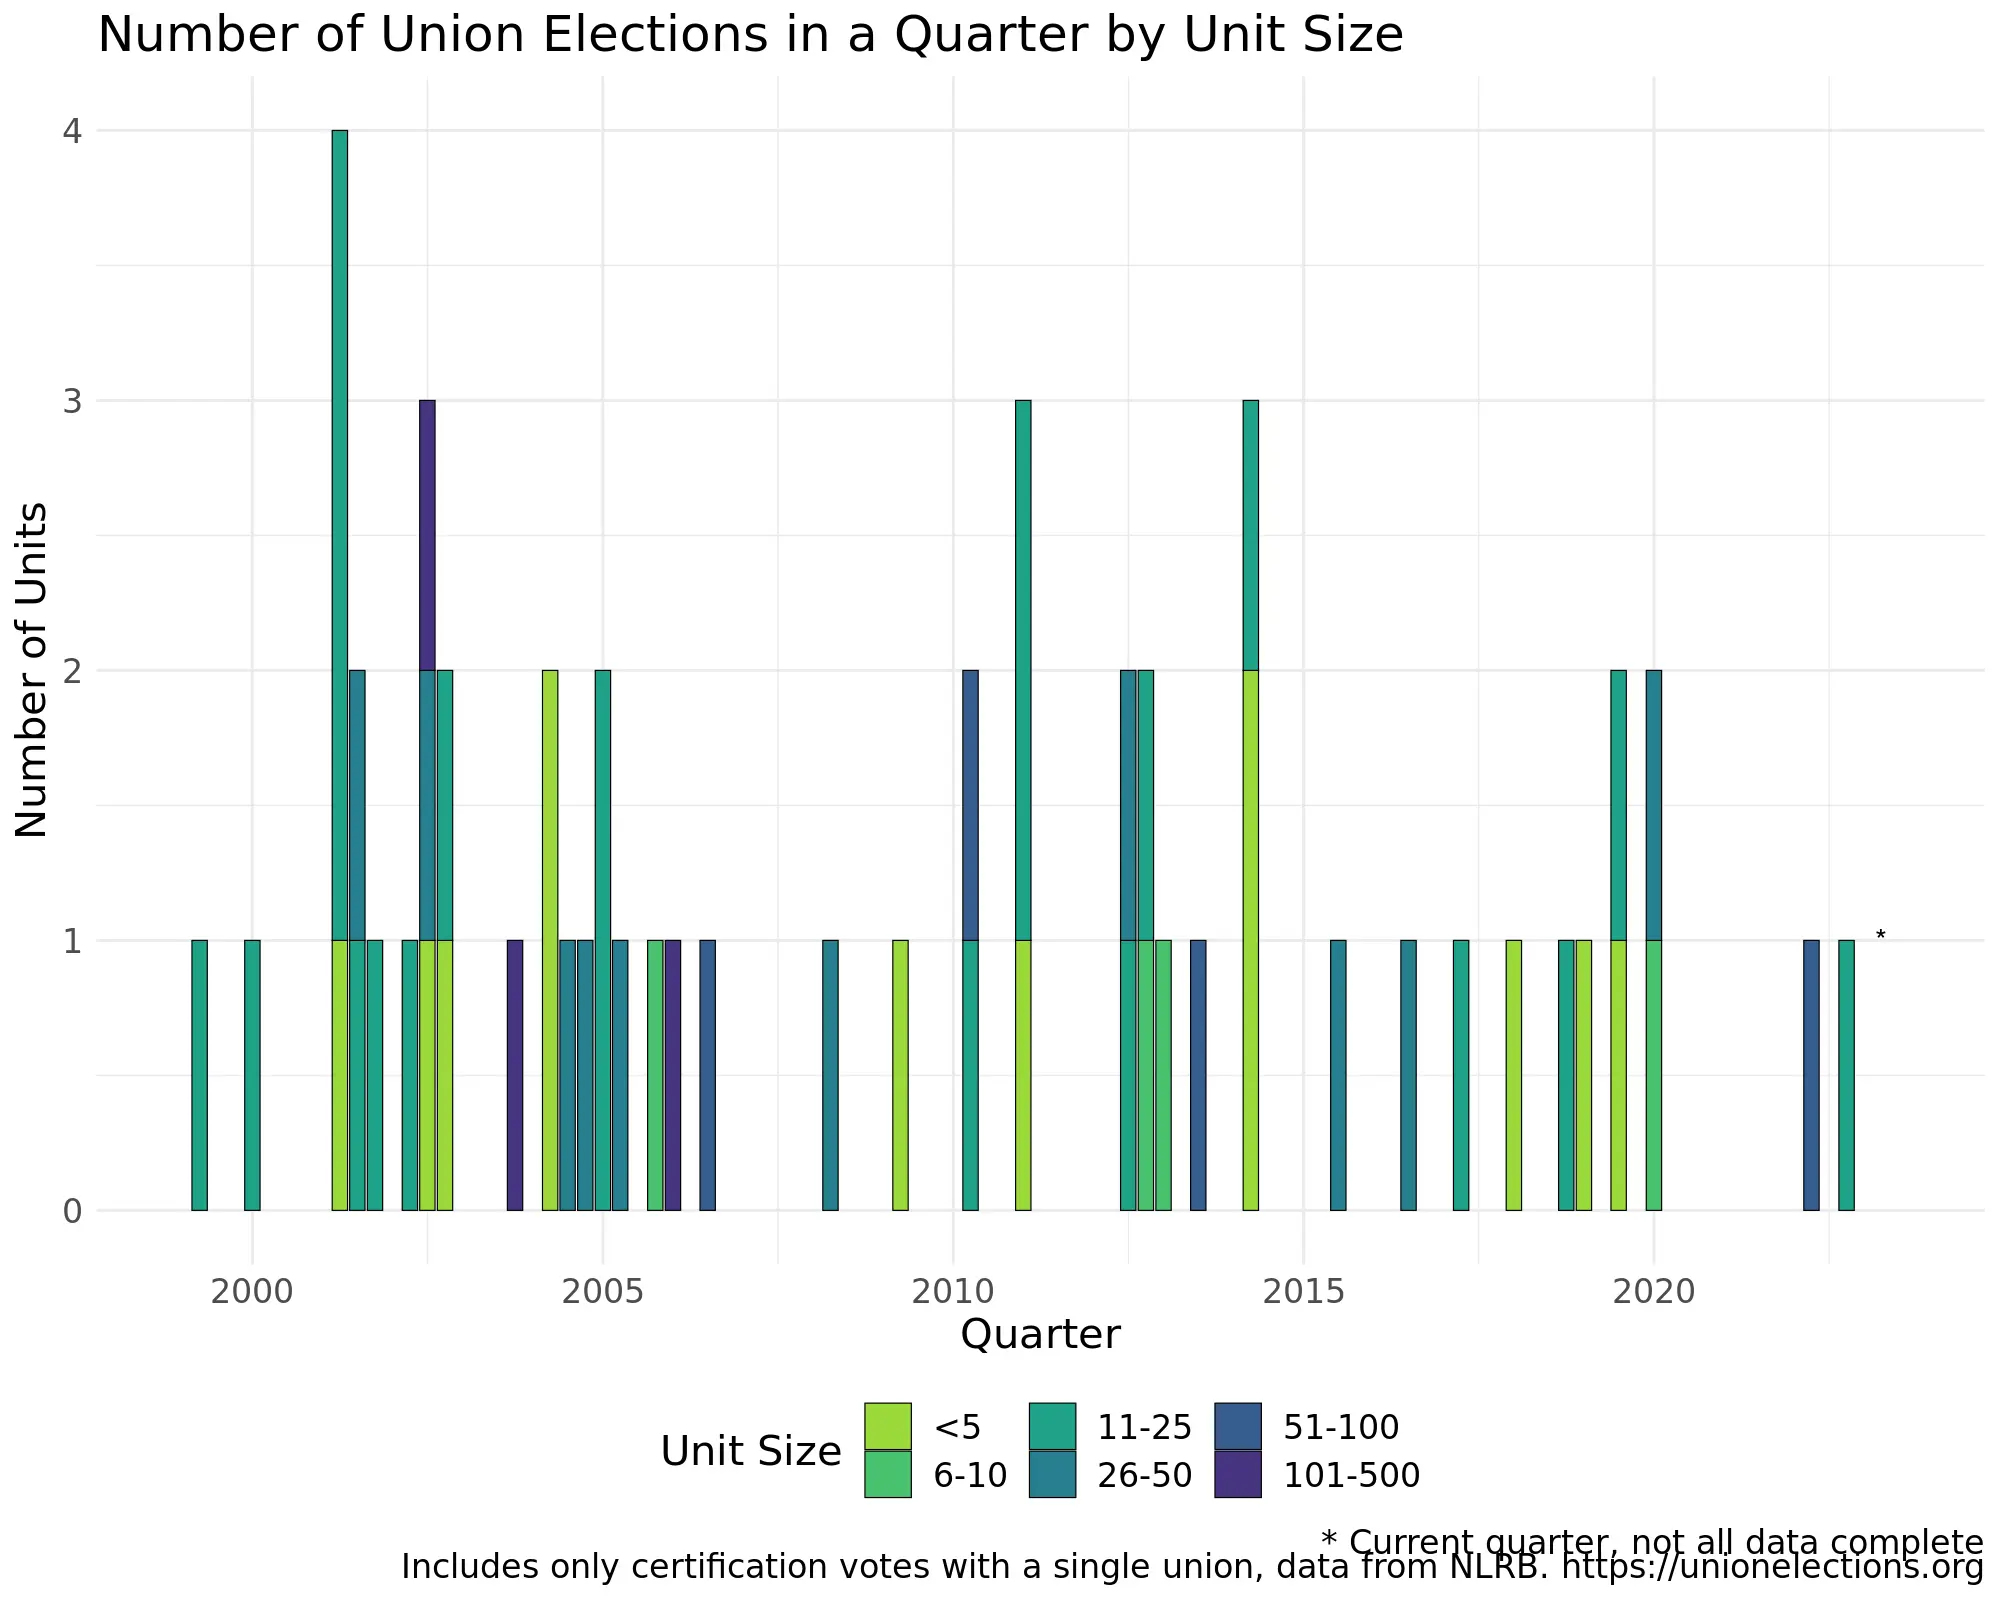 Number of Union Elections in a Quarter by Unit Size
4
3
2
1
0
Number of Units
*
2000 2005 2010 2015 2020
Quarter
Unit Size
<5 11-25 51-100
6-10 26-50 101-500
* Current quarter, not all data complete
Includes only certification votes with a single union, data from NLRB. https://unionelections.org